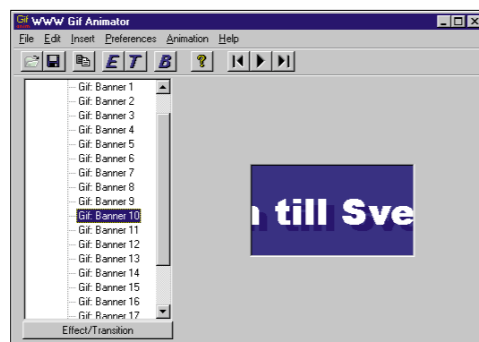 Gif WWW Gif Animator
File Edit Insert Preferences Animation Help
E T B ?
Gif: Banner 1
Gif: Banner 2
Gif: Banner 3
Gif: Banner 4
Gif: Banner 5
Gif: Banner 6
Gif: Banner 7
Gif: Banner 8
Gif: Banner 9
Gif: Banner 10
Gif: Banner 11
Gif: Banner 12
Gif: Banner 13
Gif: Banner 14
Gif: Banner 15
Gif: Banner 16
Gif: Banner 17
Effect/Transition
till Sve